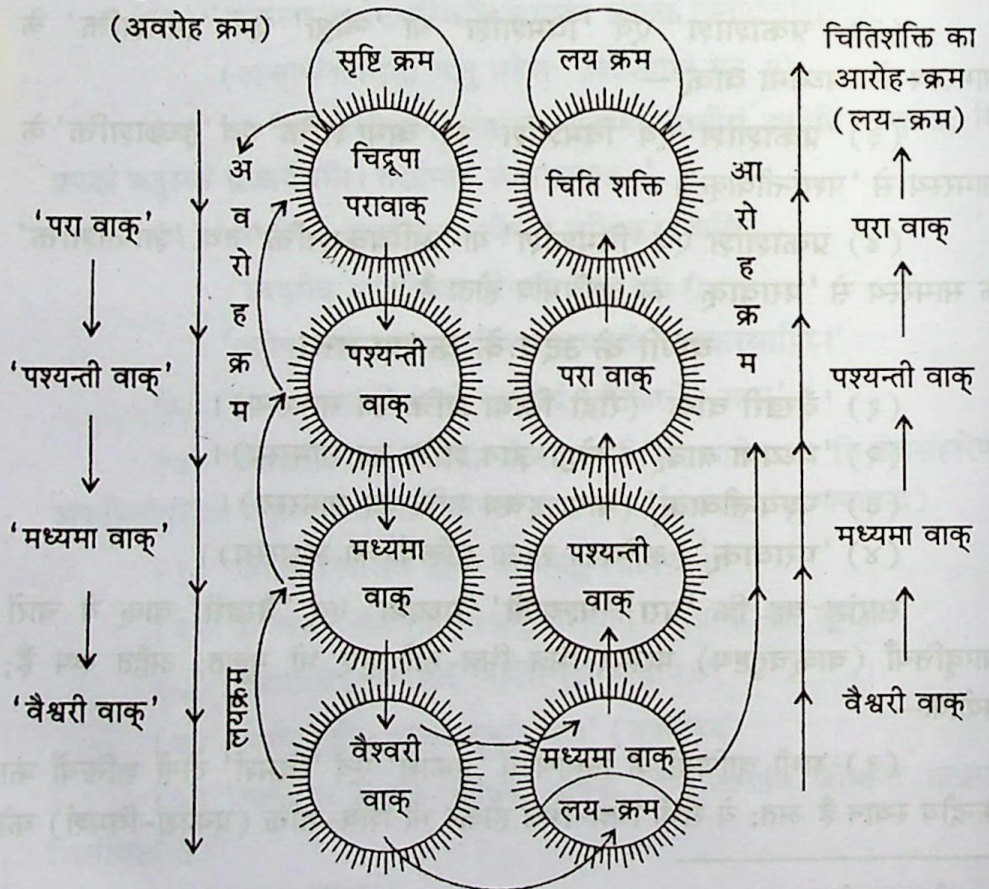 (अवरोह क्रम)
'परा वाक्'
'पश्यन्ती वाक्'
'मध्यमा वाक्'
'वैश्वरी वाक्'
अवरोह क्रम
लयक्रम
सृष्टि क्रम
चिद्रूपा
परावाक्
पश्यन्ती
वाक्
मध्यमा
वाक्
वैश्वरी
वाक्
लय क्रम
चिति शक्ति
परा वाक्
पश्यन्ती
वाक्
मध्यमा वाक्
लय-क्रम
आरोह क्रम
चितिशक्ति का
आरोह-क्रम
(लय-क्रम)
परा वाक्
पश्यन्ती वाक्
मध्यमा वाक्
वैश्वरी वाक्